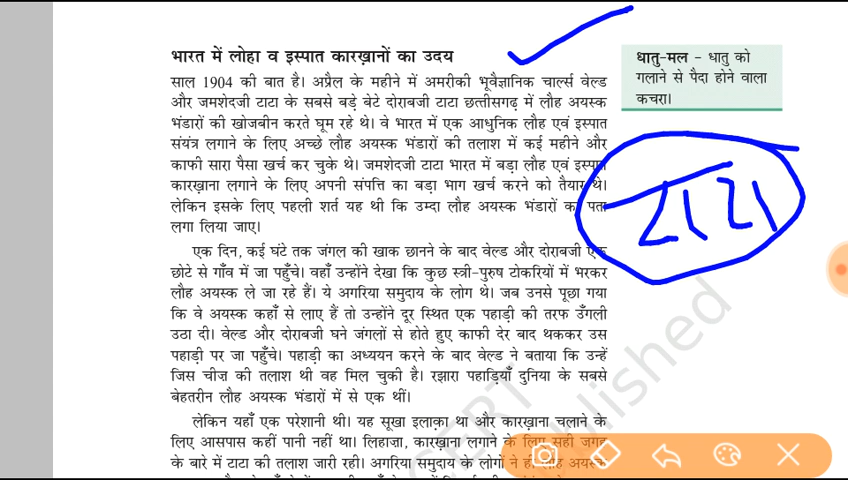 भारत में लोहा व इस्पात कारख़ानों का उदय
साल 1904 की बात है। अप्रैल के महीने में अमरीकी भूवैज्ञानिक चार्ल्स वेल्ड
और जमशेदजी टाटा के सबसे बड़े बेटे दोराबजी टाटा छत्तीसगढ़ में लौह अयस्क
भंडारों की खोजबीन करते घूम रहे थे। वे भारत में एक आधुनिक लौह एवं इस्पात
संयंत्र लगाने के लिए अच्छे लौह अयस्क भंडारों की तलाश में कई महीने और
काफी सारा पैसा खर्च कर चुके थे। जमशेदजी टाटा भारत में बड़ा लौह एवं इस्पात
कारख़ाना लगाने के लिए अपनी संपत्ति का बड़ा भाग खर्च करने को तैयार थे।
लेकिन इसके लिए पहली शर्त यह थी कि उम्दा लौह अयस्क भंडारों का पता
लगा लिया जाए।
एक दिन, कई घंटे तक जंगल की खाक छानने के बाद वेल्ड और दोराबजी एक
छोटे से गाँव में जा पहुँचे। वहाँ उन्होंने देखा कि कुछ स्त्री-पुरुष टोकरियों में भरकर
लौह अयस्क ले जा रहे हैं। ये अगरिया समुदाय के लोग थे। जब उनसे पूछा गया
कि वे अयस्क कहाँ से लाए हैं तो उन्होंने दूर स्थित एक पहाड़ी की तरफ उँगली
उठा दी। वेल्ड और दोराबजी घने जंगलों से होते हुए काफी देर बाद थककर उस
पहाड़ी पर जा पहुँचे। पहाड़ी का अध्ययन करने के बाद वेल्ड ने बताया कि उन्हें
जिस चीज़ की तलाश थी वह मिल चुकी है। रझारा पहाड़ियाँ दुनिया के सबसे
बेहतरीन लौह अयस्क भंडारों में से एक थीं।
लेकिन यहाँ एक परेशानी थी। यह सूखा इलाक़ा था और कारख़ाना चलाने के
लिए आसपास कहीं पानी नहीं था। लिहाजा, कारख़ाना लगाने के लिए सही जगह
के बारे में टाटा की तलाश जारी रही। अगरिया समुदाय के लोगों ने ही लौह अयस्क
धातु-मल - धातु को
गलाने से पैदा होने वाला
कचरा।
टाटा
published